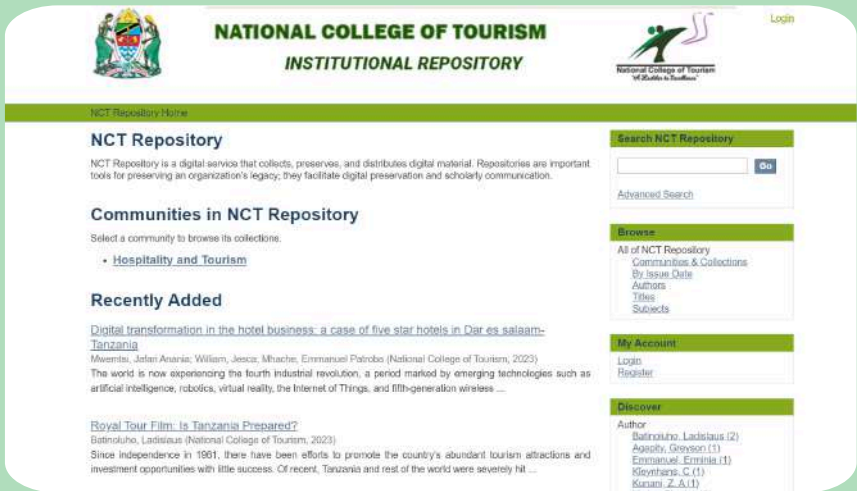 NATIONAL COLLEGE OF TOURISM
INSTITUTIONAL REPOSITORY
National College of Tourism
"A Ladder to Excellence"
Login
NCT Repository Home
NCT Repository
NCT Repository is a digital service that collects, preserves, and distributes digital material. Repositories are important
tools for preserving an organization's legacy; they facilitate digital preservation and scholarly communication.
Communities in NCT Repository
Select a community to browse its collections.
• Hospitality and Tourism
Recently Added
Digital transformation in the hotel business: a case of five star hotels in Dar es salaam-
Tanzania
Mwemtsi, Jafari Anania; William, Jesca; Mhache, Emmanuel Patroba (National College of Tourism, 2023)
The world is now experiencing the fourth industrial revolution, a period marked by emerging technologies such as
artificial intelligence, robotics, virtual reality, the Internet of Things, and fifth-generation wireless ...
Royal Tour Film: Is Tanzania Prepared?
Batinoluho, Ladislaus (National College of Tourism, 2023)
Since independence in 1961, there have been efforts to promote the country's abundant tourism attractions and
investment opportunities with little success. Of recent, Tanzania and rest of the world were severely hit ...
Search NCT Repository
Go
Advanced Search
Browse
All of NCT Repository
Communities & Collections
By Issue Date
Authors
Titles
Subjects
My Account
Login
Register
Discover
Author
Batinoluho, Ladislaus (2)
Agapity, Greyson (1)
Emmanuel, Erminia (1)
Kleynhans, C (1)
Kunani, Z. A (1)